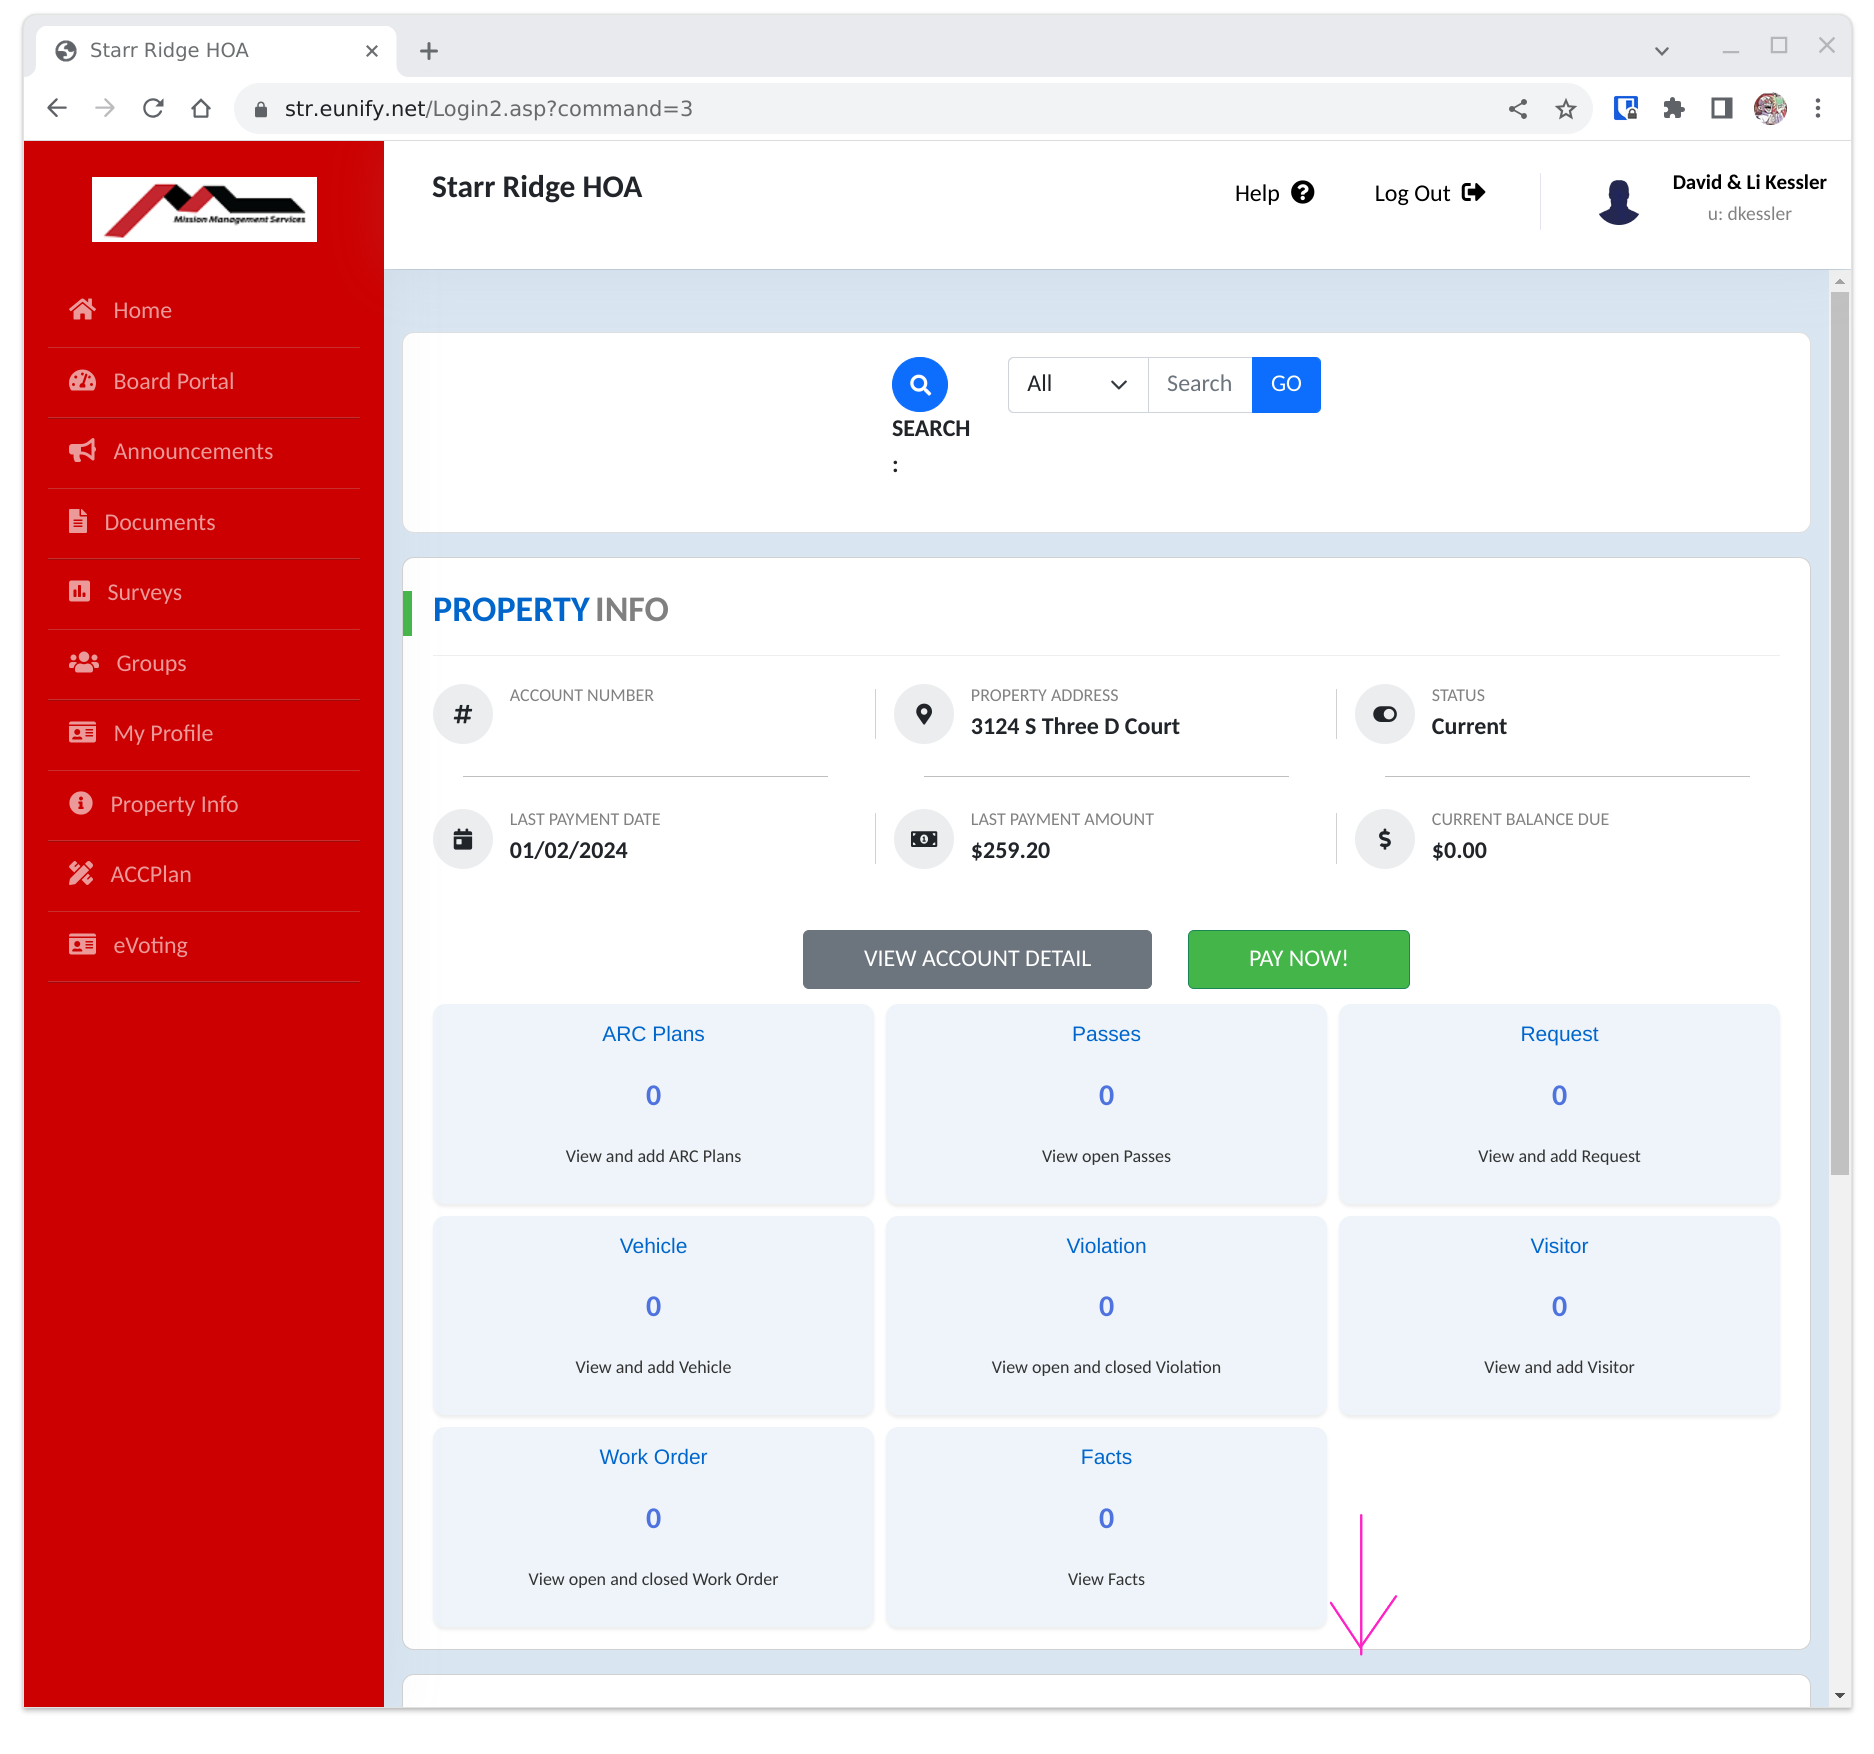 Starr Ridge HOA
str.eunify.net/Login2.asp?command=3
Mission Management Services
Starr Ridge HOA
Help
Log Out
David & Li Kessler
u: dkessler
Home
Board Portal
Announcements
Documents
Surveys
Groups
My Profile
Property Info
ACCPlan
eVoting
SEARCH
:
All
Search
GO
PROPERTY INFO
ACCOUNT NUMBER
PROPERTY ADDRESS
3124 S Three D Court
STATUS
Current
LAST PAYMENT DATE
01/02/2024
LAST PAYMENT AMOUNT
$259.20
CURRENT BALANCE DUE
$0.00
VIEW ACCOUNT DETAIL
PAY NOW!
ARC Plans
0
View and add ARC Plans
Passes
0
View open Passes
Request
0
View and add Request
Vehicle
0
View and add Vehicle
Violation
0
View open and closed Violation
Visitor
0
View and add Visitor
Work Order
0
View open and closed Work Order
Facts
0
View Facts